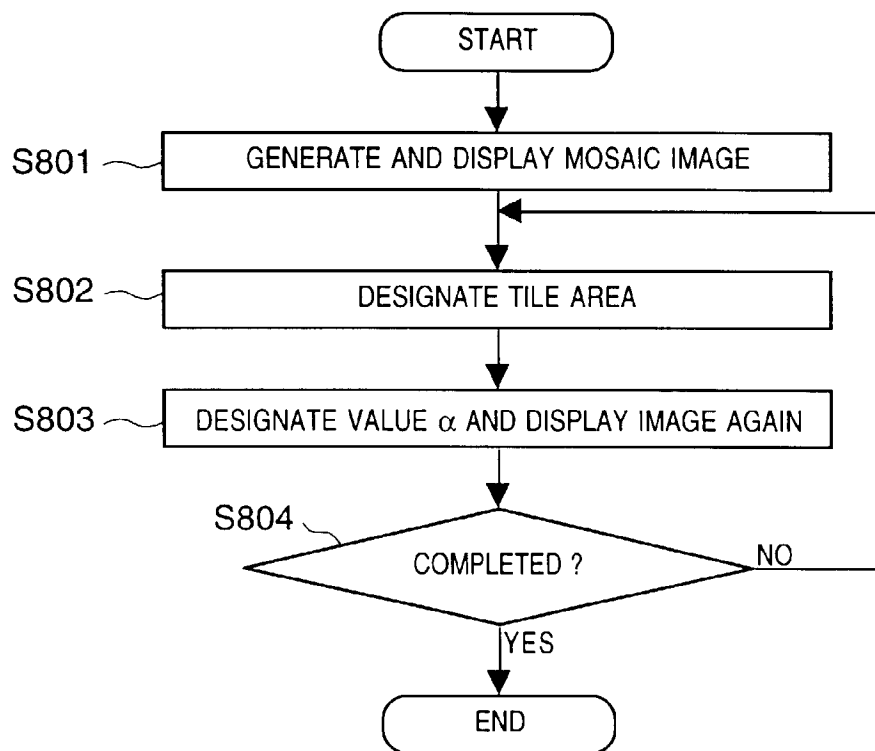 START
S801
GENERATE AND DISPLAY MOSAIC IMAGE
S802
DESIGNATE TILE AREA
S803
DESIGNATE VALUE α AND DISPLAY IMAGE AGAIN
S804
COMPLETED ?
NO
YES
END